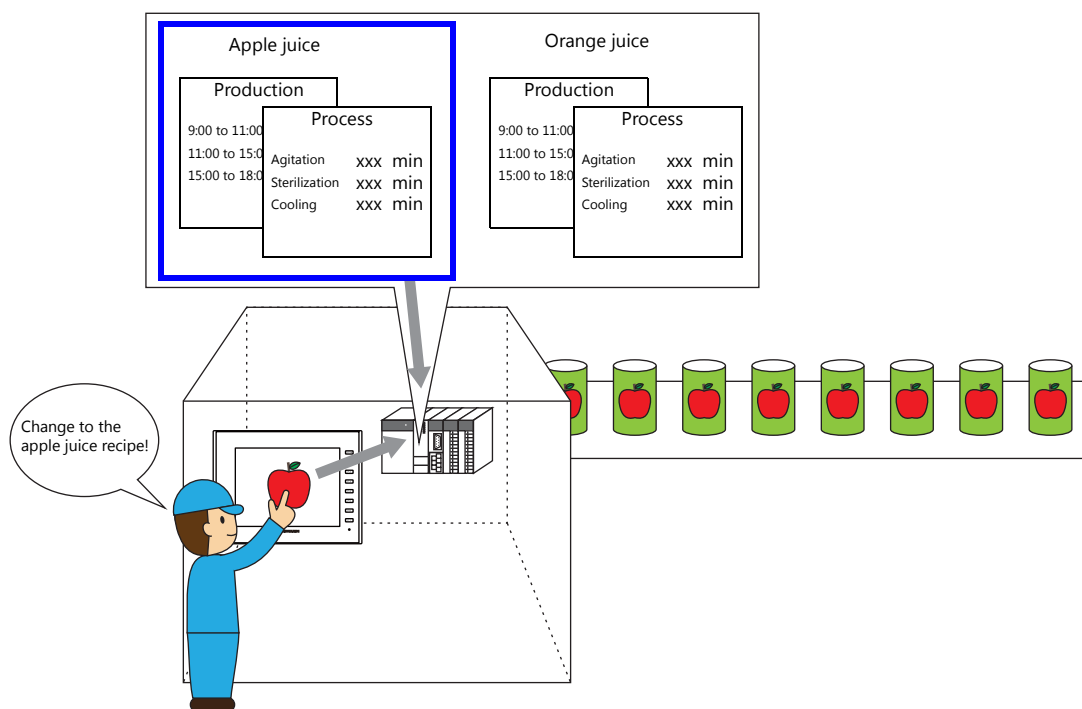 Apple juice
Production
9:00 to 11:00
11:00 to 15:0
15:00 to 18:0
Process
Agitation xxx min
Sterilization xxx min
Cooling xxx min
Orange juice
Production
9:00 to 11:00
11:00 to 15:0
15:00 to 18:0
Process
Agitation xxx min
Sterilization xxx min
Cooling xxx min
Change to the
apple juice recipe!